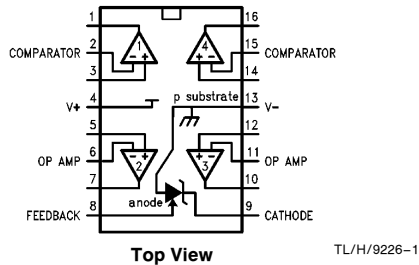 1 16
1 4
COMPARATOR 2 - + + - 15 COMPARATOR
3 14
V+ 4 p substrate 13 V-
5 12
OP AMP 6 - + + - 11 OP AMP
2 3
7 10
anode
FEEDBACK 8 9 CATHODE
Top View
TL/H/9226-1